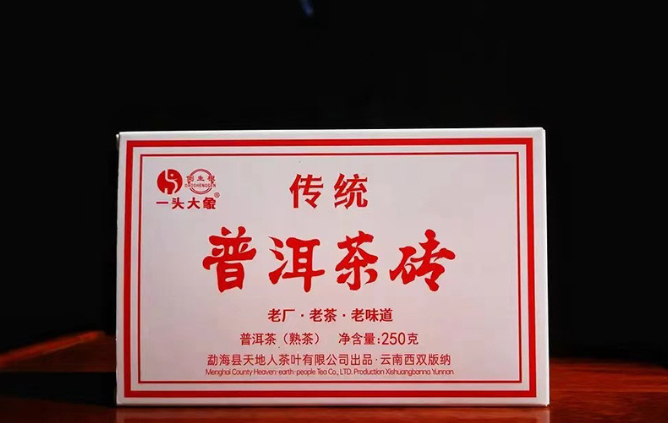 传统
一头大象®
普洱茶砖
老厂·老茶·老味道
普洱茶（熟茶） 净含量:250克
勐海县天地人茶叶有限公司出品·云南西双版纳
Menghai County Heaven-earth-people Tea Co., LTD. Production Xishuangbanna Yunnan